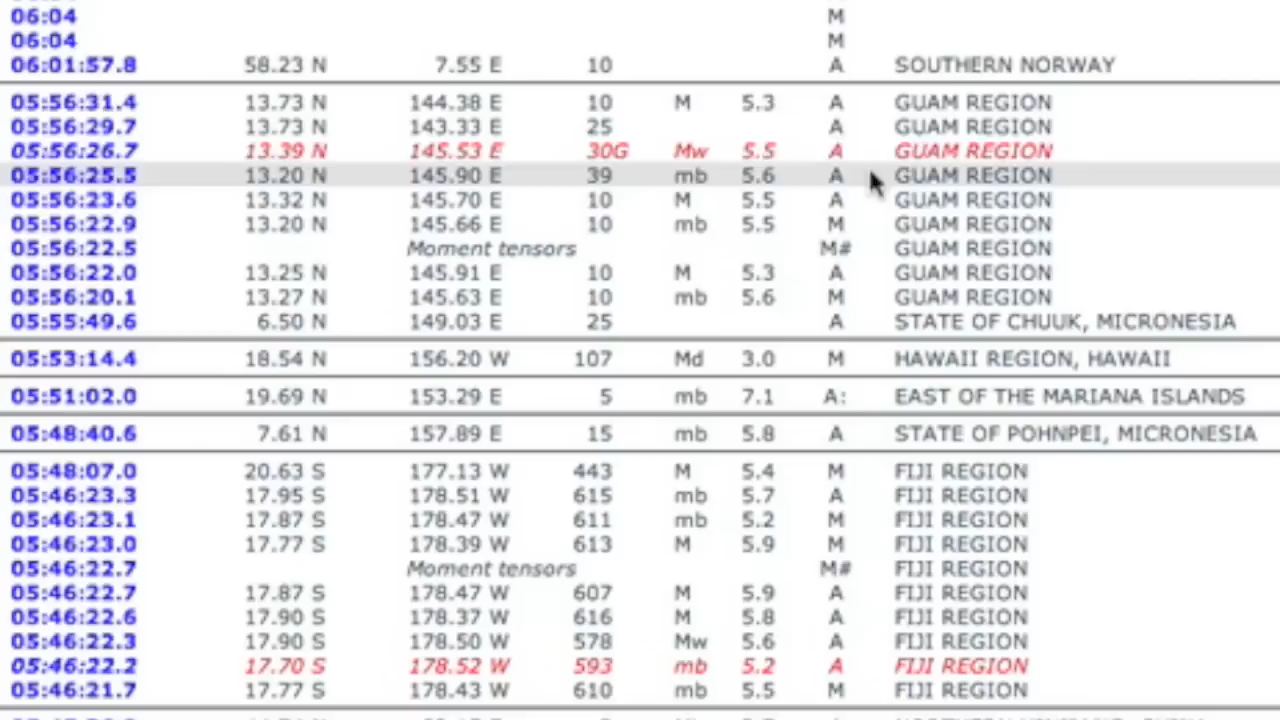 06:04 M
06:04 M
06:01:57.8 58.23 N 7.55 E 10 A SOUTHERN NORWAY
05:56:31.4 13.73 N 144.38 E 10 M 5.3 A GUAM REGION
05:56:29.7 13.73 N 143.33 E 25 A GUAM REGION
05:56:26.7 13.39 N 145.53 E 30G Mw 5.5 A GUAM REGION
05:56:25.5 13.20 N 145.90 E 39 mb 5.6 A GUAM REGION
05:56:23.6 13.32 N 145.70 E 10 M 5.5 A GUAM REGION
05:56:22.9 13.20 N 145.66 E 10 mb 5.5 M GUAM REGION
05:56:22.5 Moment tensors M# GUAM REGION
05:56:22.0 13.25 N 145.91 E 10 M 5.3 A GUAM REGION
05:56:20.1 13.27 N 145.63 E 10 mb 5.6 M GUAM REGION
05:55:49.6 6.50 N 149.03 E 25 A STATE OF CHUUK, MICRONESIA
05:53:14.4 18.54 N 156.20 W 107 Md 3.0 M HAWAII REGION, HAWAII
05:51:02.0 19.69 N 153.29 E 5 mb 7.1 A: EAST OF THE MARIANA ISLANDS
05:48:40.6 7.61 N 157.89 E 15 mb 5.8 A STATE OF POHNPEI, MICRONESIA
05:48:07.0 20.63 S 177.13 W 443 M 5.4 M FIJI REGION
05:46:23.3 17.95 S 178.51 W 615 mb 5.7 A FIJI REGION
05:46:23.1 17.87 S 178.47 W 611 mb 5.2 M FIJI REGION
05:46:23.0 17.77 S 178.39 W 613 M 5.9 M FIJI REGION
05:46:22.7 Moment tensors M# FIJI REGION
05:46:22.7 17.87 S 178.47 W 607 M 5.9 A FIJI REGION
05:46:22.6 17.90 S 178.37 W 616 M 5.8 A FIJI REGION
05:46:22.3 17.90 S 178.50 W 578 Mw 5.6 A FIJI REGION
05:46:22.2 17.70 S 178.52 W 593 mb 5.2 A FIJI REGION
05:46:21.7 17.77 S 178.43 W 610 mb 5.5 M FIJI REGION